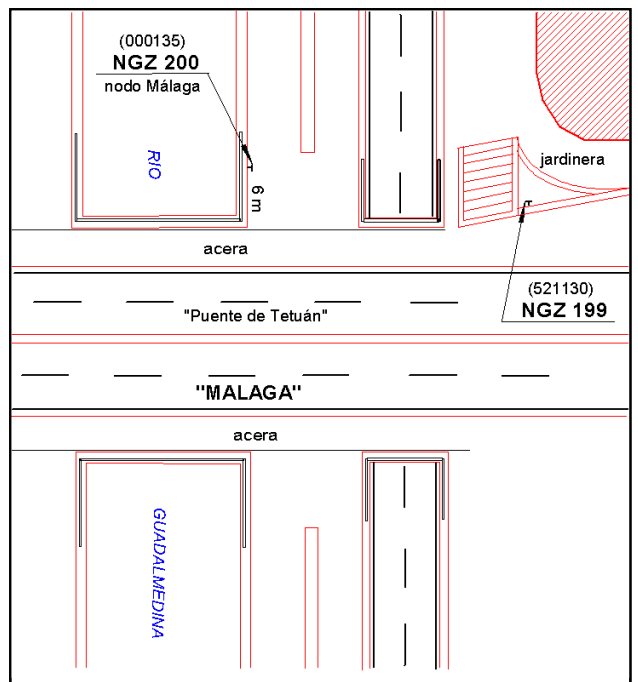 (000135)
NGZ 200
nodo Málaga
RIO
6 m
jardinera
acera
(521130)
NGZ 199
"Puente de Tetuán"
"MALAGA"
acera
GUADALMEDINA